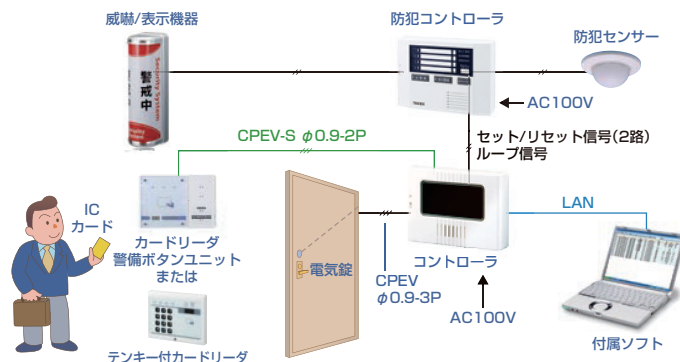 威嚇/表示機器
防犯コントローラ
防犯センサー
Security System
警戒中
AC100V
セット/リセット信号(2路)
ループ信号
CPEV-S φ0.9-2P
IC
カード
カードリーダ
警備ボタンユニット
または
電気錠
CPEV
φ0.9-3P
コントローラ
LAN
AC100V
付属ソフト
テンキー付カードリーダ